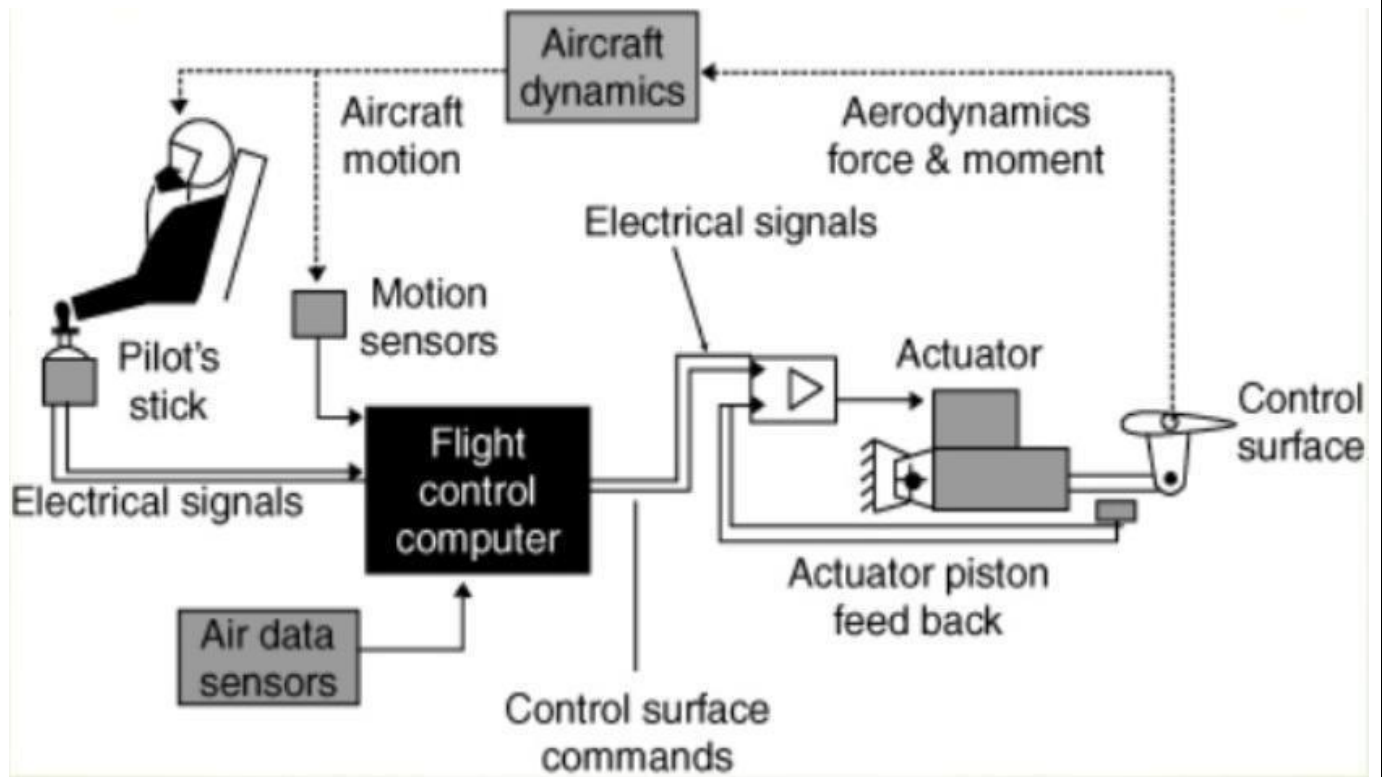 Aircraft
dynamics
Aircraft
motion
Aerodynamics
force & moment
Electrical signals
Motion
sensors
Pilot's
stick
Actuator
Control
surface
Flight
control
computer
Electrical signals
Actuator piston
feed back
Air data
sensors
Control surface
commands